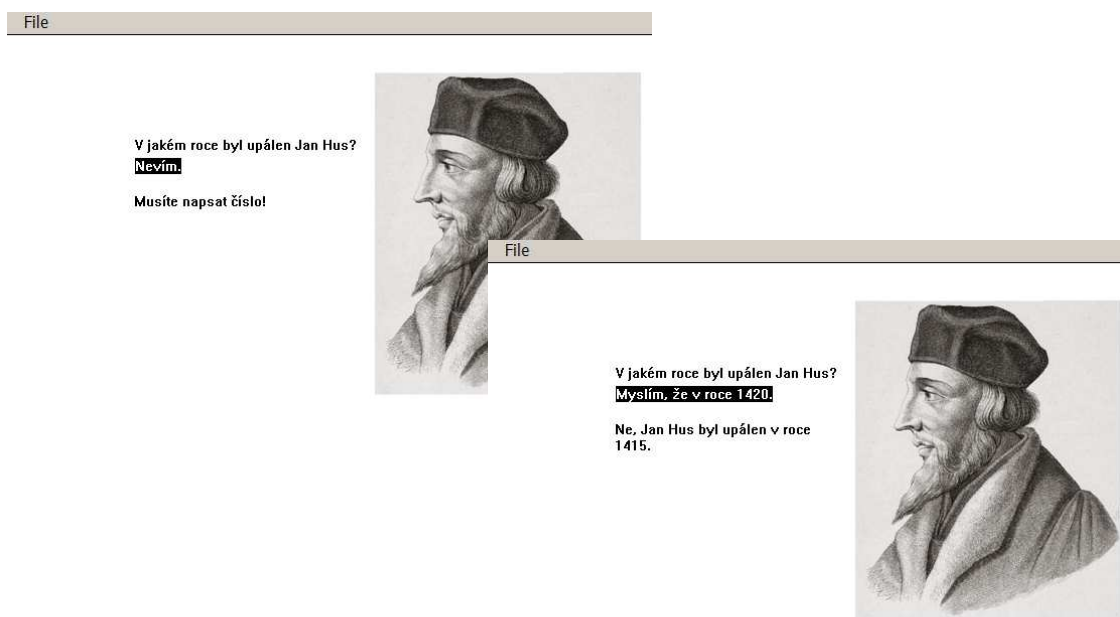 File
V jakém roce byl upálen Jan Hus?
Nevím.
Musíte napsat číslo!
File
V jakém roce byl upálen Jan Hus?
Myslím, že v roce 1420.
Ne, Jan Hus byl upálen v roce
1415.